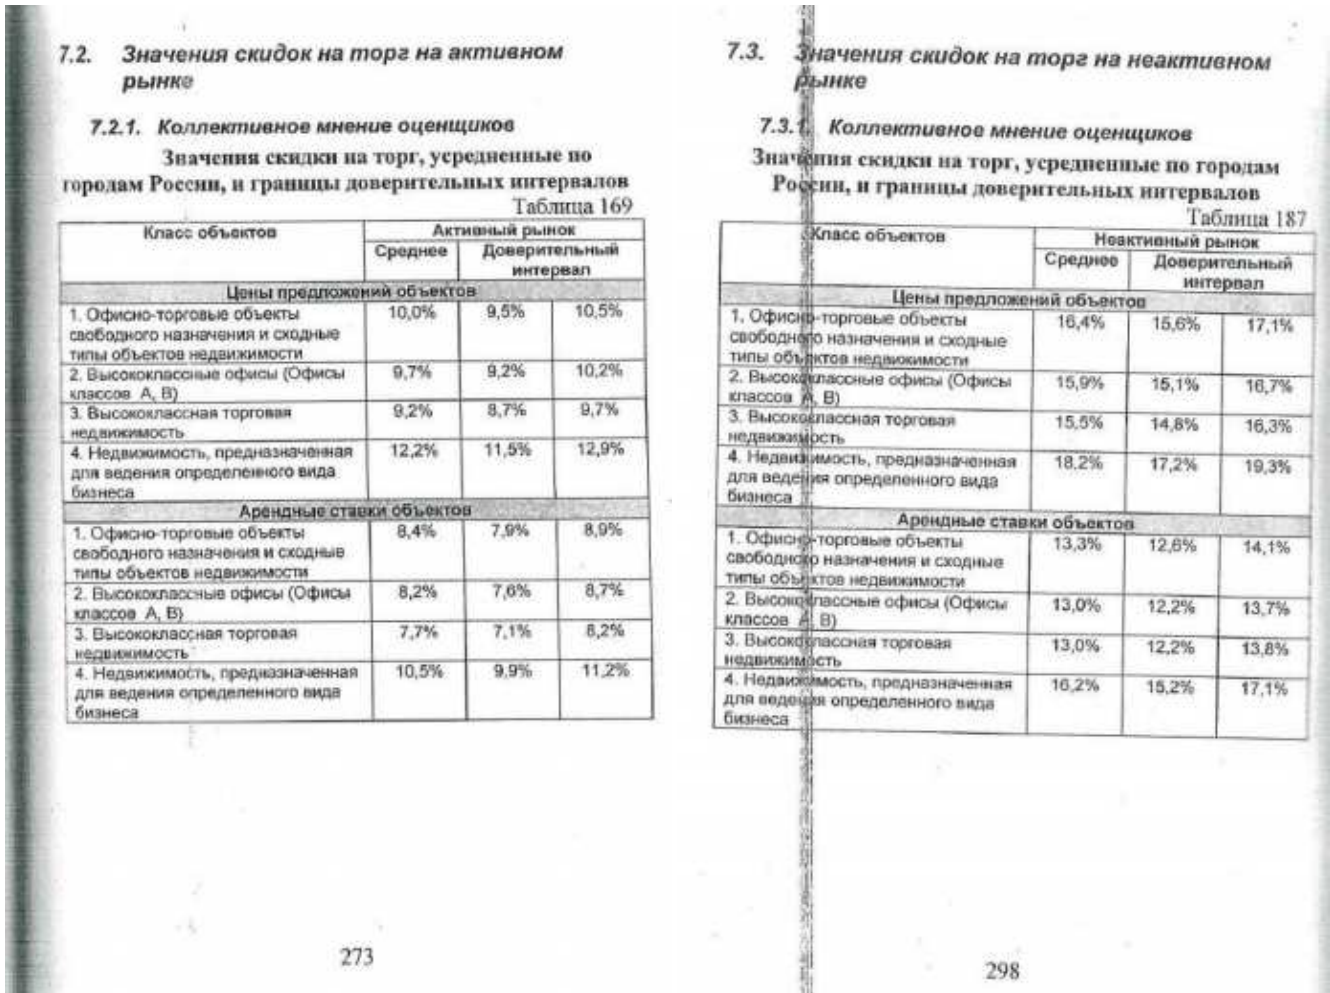 7.2. Значения скидок на торг на активном
рынке
7.2.1. Коллективное мнение оценщиков
Значения скидки на торг, усредненные по
городам России, и границы доверительных интервалов
Таблица 169
Класс объектов Активный рынок
Среднее Доверительный
интервал
Цены предложений объектов
1. Офисно-торговые объекты 10,0% 9,5% 10,5%
свободного назначения и сходные
типы объектов недвижимости
2. Высококлассные офисы (Офисы 9,7% 9,2% 10,2%
классов А, В)
3. Высококлассная торговая 9,2% 8,7% 9,7%
недвижимость
4. Недвижимость, предназначенная 12,2% 11,5% 12,9%
для ведения определенного вида
бизнеса
Арендные ставки объектов
1. Офисно-торговые объекты 8,4% 7,9% 8,9%
свободного назначения и сходные
типы объектов недвижимости
2. Высококлассные офисы (Офисы 8,2% 7,6% 8,7%
классов А, В)
3. Высококлассная торговая 7,7% 7,1% 8,2%
недвижимость
4. Недвижимость, предназначенная 10,5% 9,9% 11,2%
для ведения определенного вида
бизнеса
273
7.3. Значения скидок на торг на неактивном
рынке
7.3.1. Коллективное мнение оценщиков
Значения скидки на торг, усредненные по городам
России, и границы доверительных интервалов
Таблица 187
Класс объектов Неактивный рынок
Среднее Доверительный
интервал
Цены предложений объектов
1. Офисно-торговые объекты 16,4% 15,6% 17,1%
свободного назначения и сходные
типы объектов недвижимости
2. Высококлассные офисы (Офисы 15,9% 15,1% 16,7%
классов А, В)
3. Высококлассная торговая 15,5% 14,8% 16,3%
недвижимость
4. Недвижимость, предназначенная 18,2% 17,2% 19,3%
для ведения определенного вида
бизнеса
Арендные ставки объектов
1. Офисно-торговые объекты 13,3% 12,6% 14,1%
свободного назначения и сходные
типы объектов недвижимости
2. Высококлассные офисы (Офисы 13,0% 12,2% 13,7%
классов А, В)
3. Высококлассная торговая 13,0% 12,2% 13,8%
недвижимость
4. Недвижимость, предназначенная 16,2% 15,2% 17,1%
для ведения определенного вида
бизнеса
298